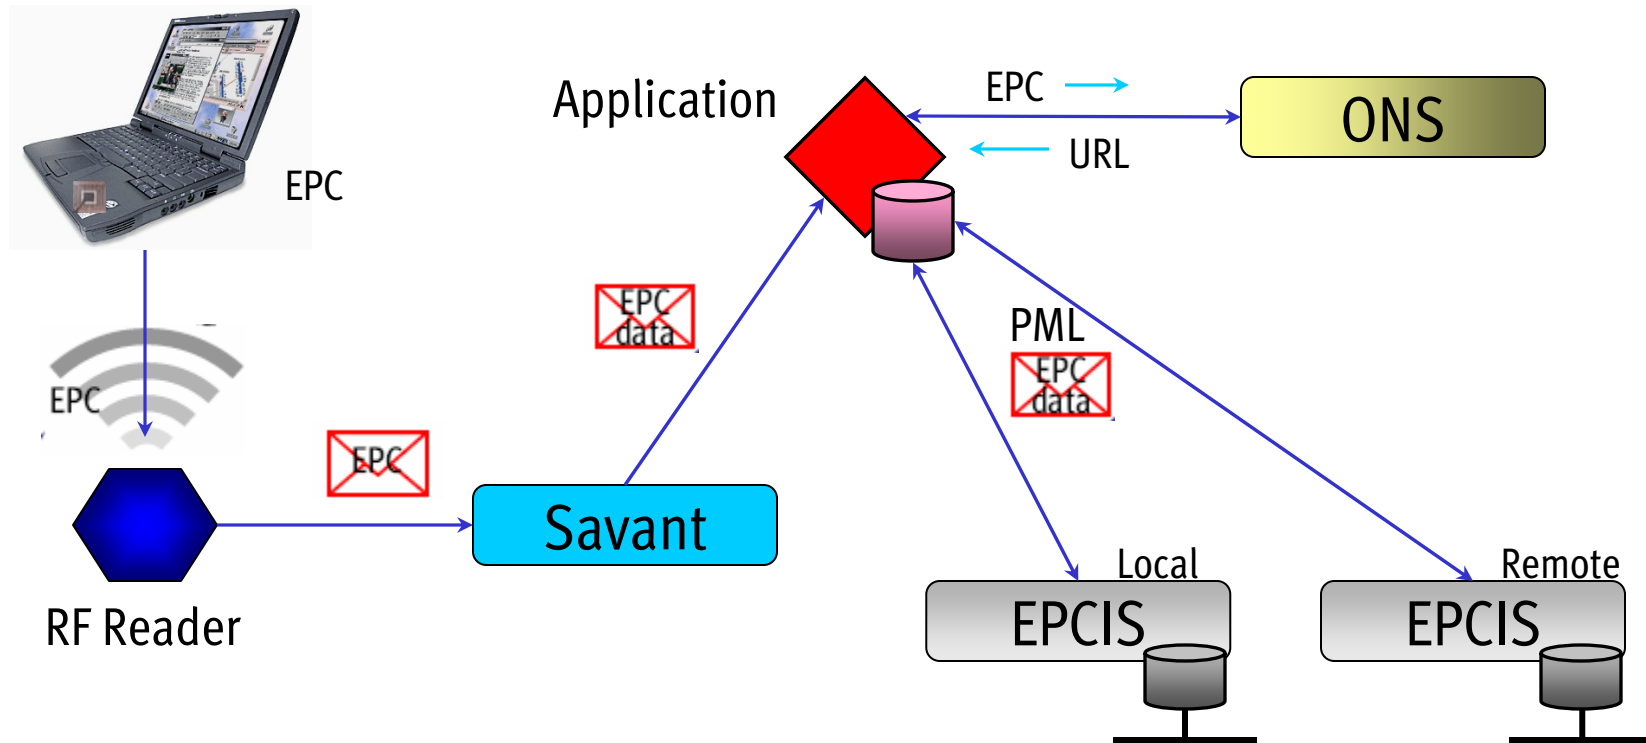 Application
EPC
ONS
URL
EPC
EPC
data
PML
EPC
data
EPC
EPC
Savant
Local
Remote
EPCIS
EPCIS
RF Reader